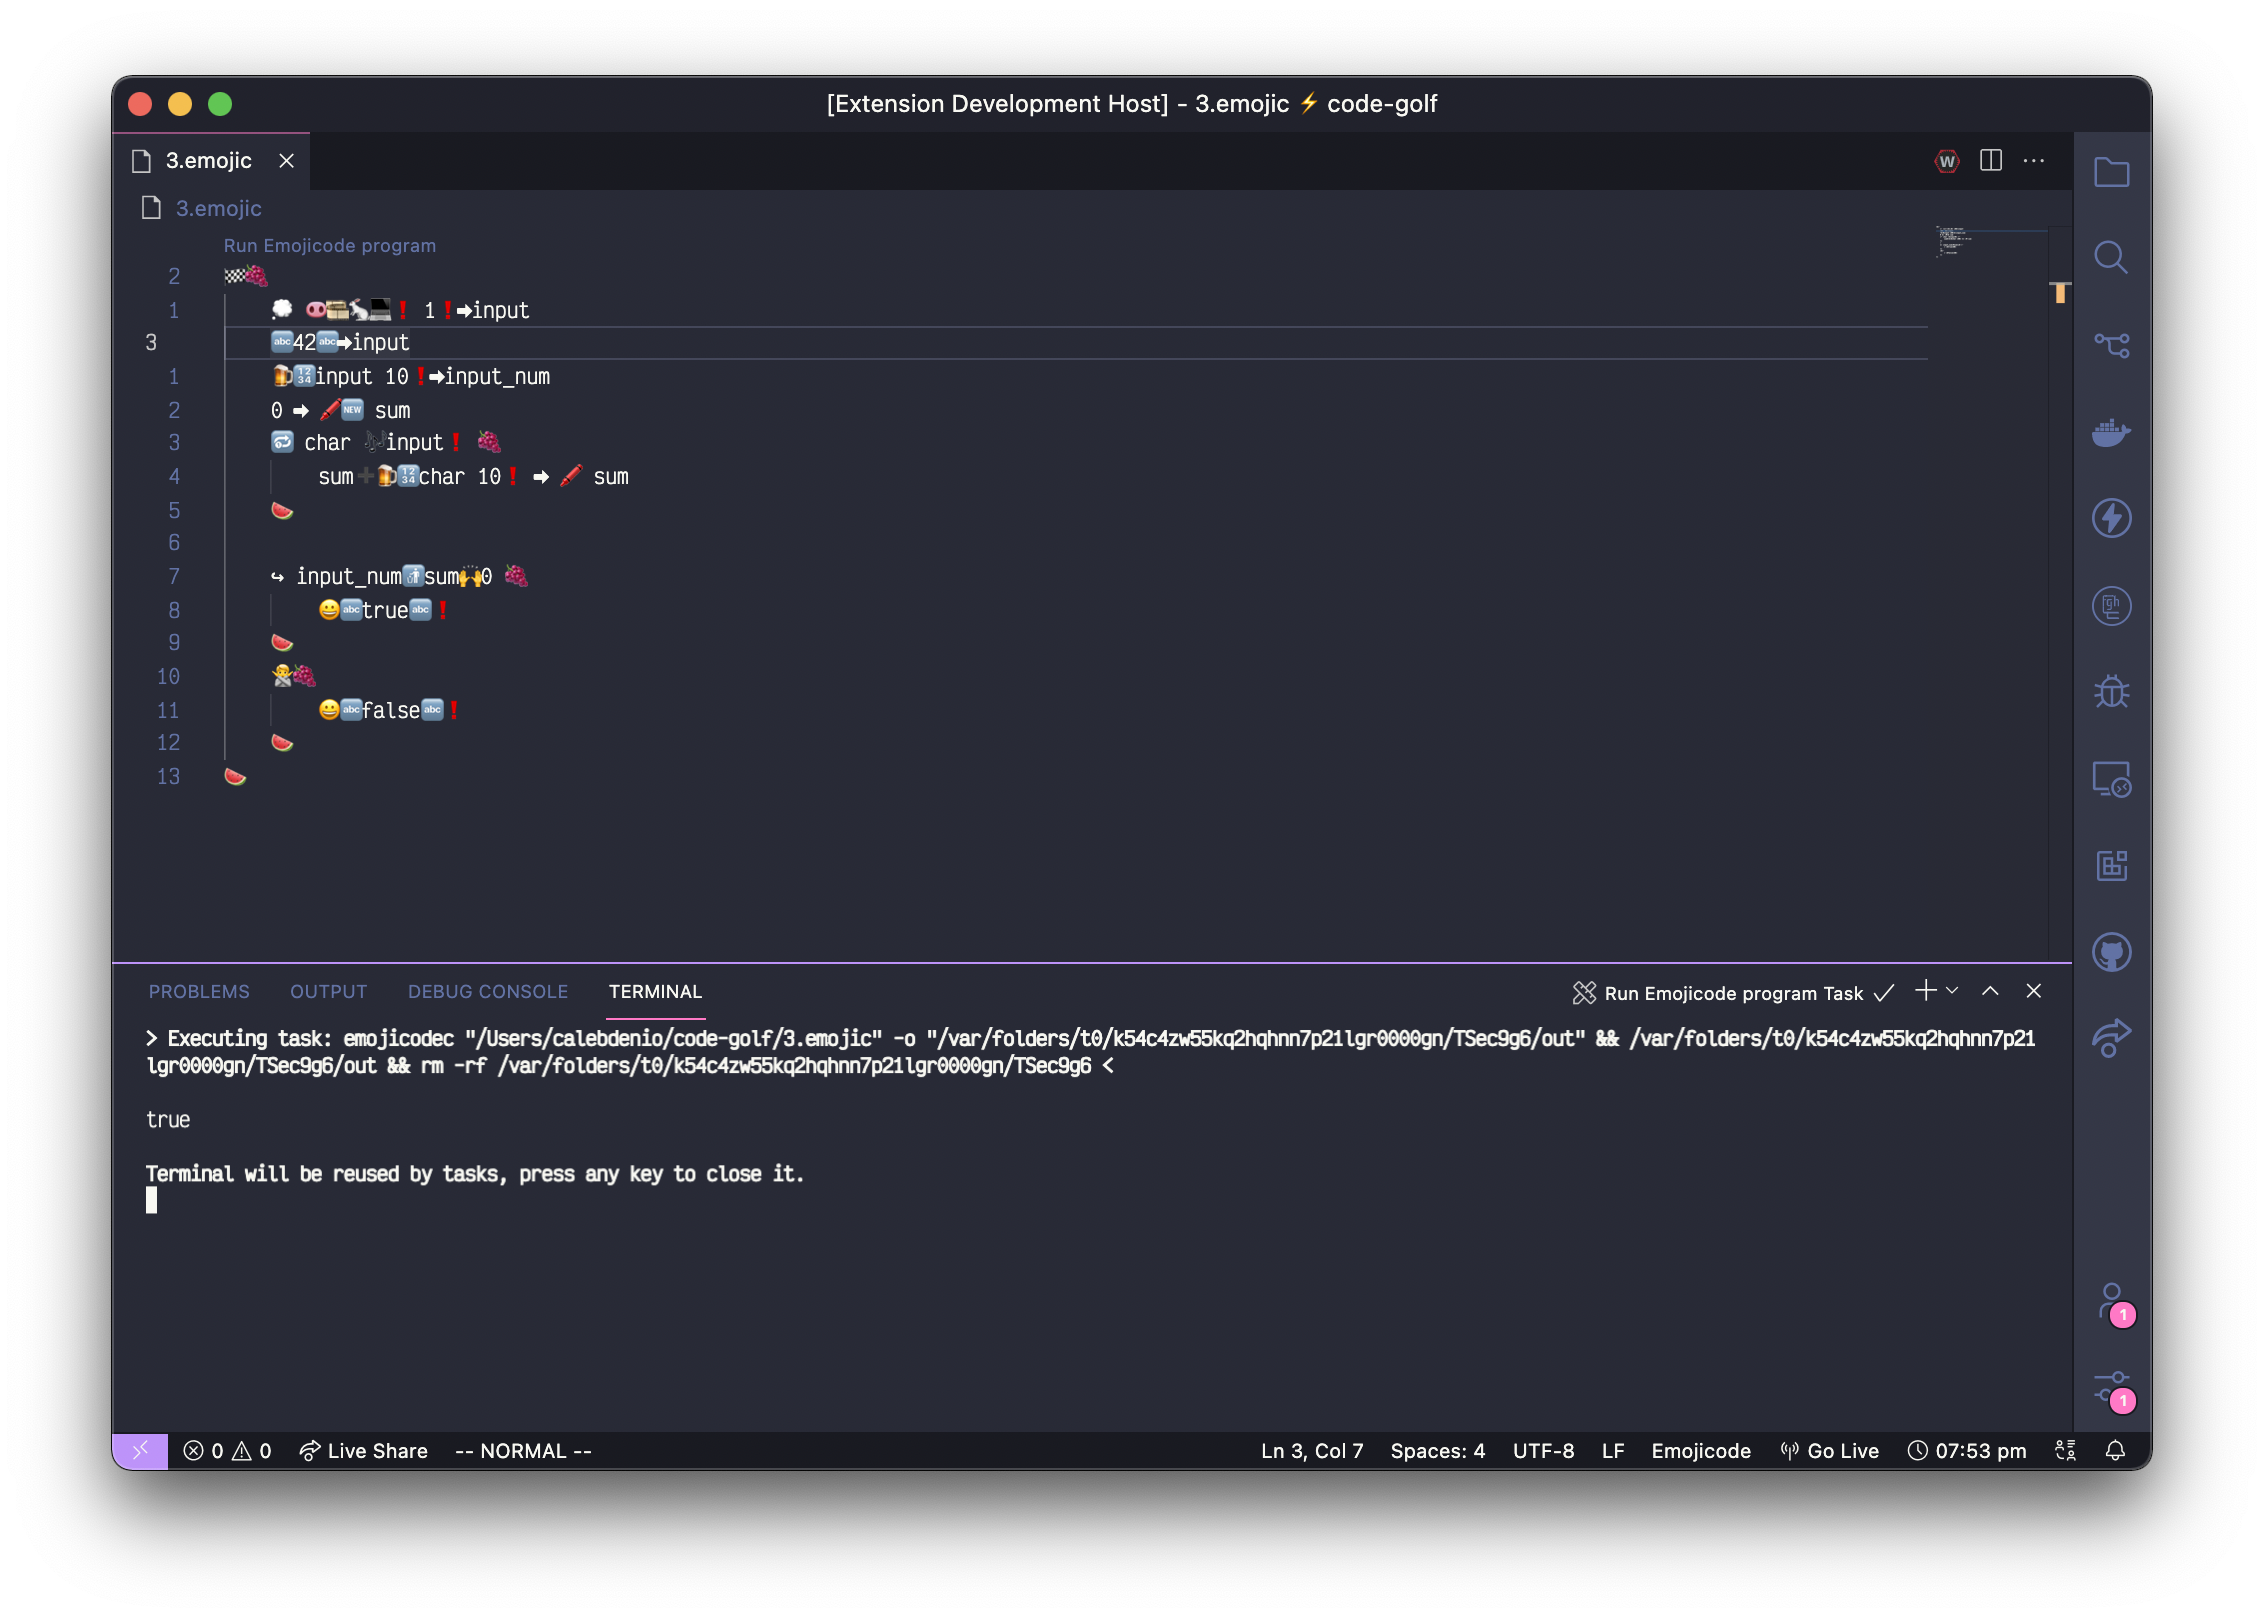 [Extension Development Host] - 3.emojic ⚡ code-golf
3.emojic
W
3.emojic
Run Emojicode program
2 🏁🍇
1 💭 🐽📇🐇💻❗ 1❗➡️input
3 🔤42🔤➡️input
1 🍺🔢input 10❗➡️input_num
2 0 ➡️ 🖍🆕 sum
3 🔂 char 🎶input❗ 🍇
4 sum➕🍺🔢char 10❗ ➡️ 🖍 sum
5 🍉
6
7 ↪️ input_num🚮sum🙌0 🍇
8 😀🔤true🔤❗
9 🍉
10 🙅🍇
11 😀🔤false🔤❗
12 🍉
13 🍉
PROBLEMS OUTPUT DEBUG CONSOLE TERMINAL Run Emojicode program Task
> Executing task: emojicodec "/Users/calebdenio/code-golf/3.emojic" -o "/var/folders/t0/k54c4zw55kq2hqhnn7p21lgr0000gn/TSec9g6/out" && /var/folders/t0/k54c4zw55kq2hqhnn7p21
lgr0000gn/TSec9g6/out && rm -rf /var/folders/t0/k54c4zw55kq2hqhnn7p21lgr0000gn/TSec9g6 <
true
Terminal will be reused by tasks, press any key to close it.
1
1
0 0 Live Share -- NORMAL -- Ln 3, Col 7 Spaces: 4 UTF-8 LF Emojicode Go Live 07:53 pm